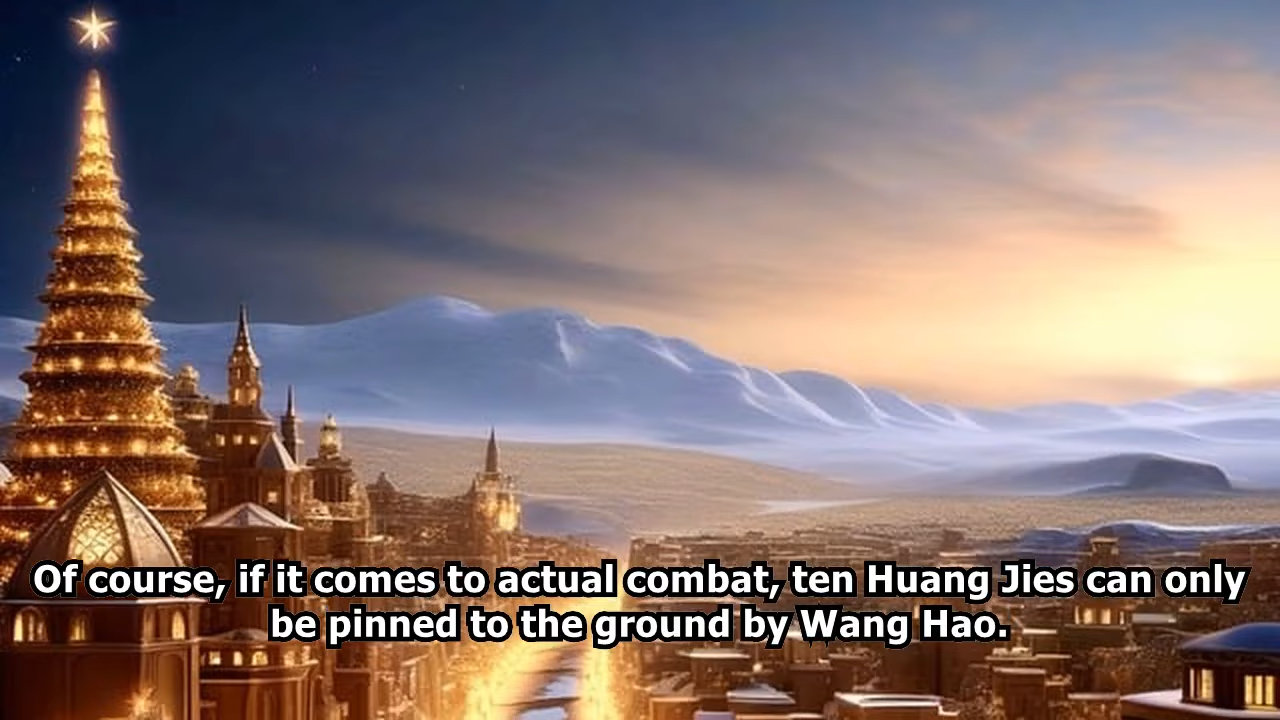 Of course, if it comes to actual combat, ten Huang Jies can only
be pinned to the ground by Wang Hao.